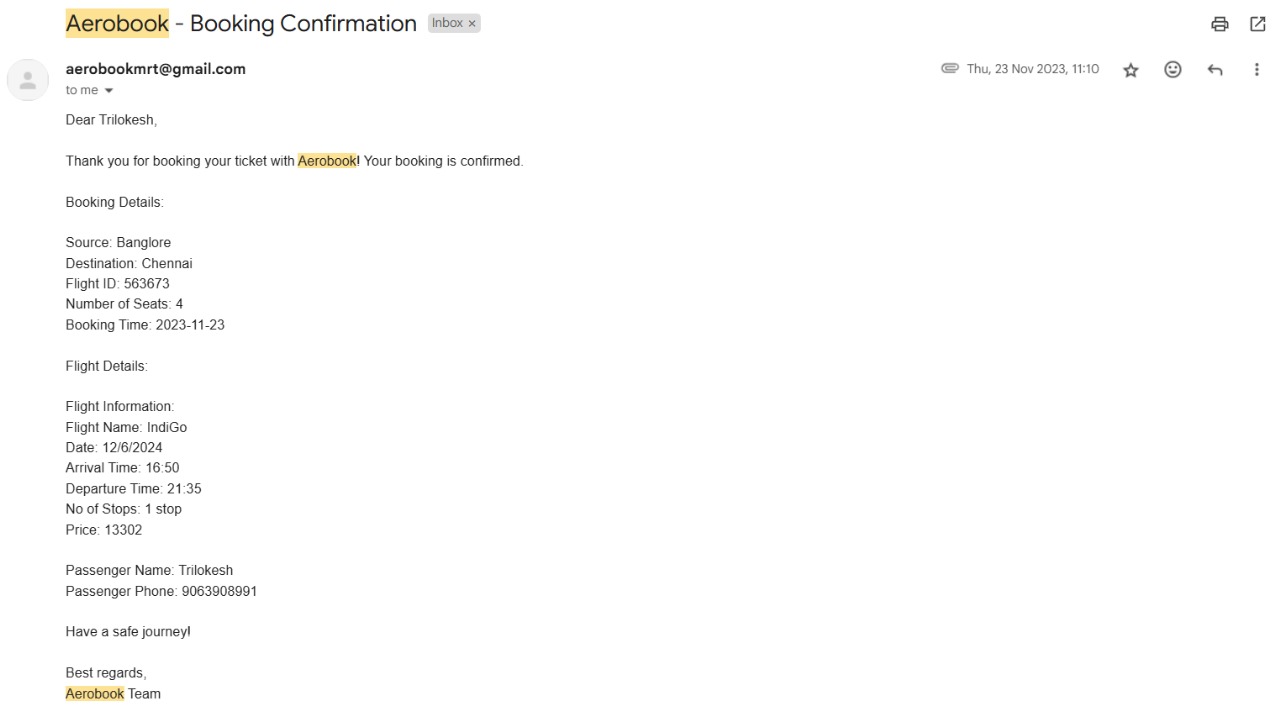 Aerobook - Booking Confirmation Inbox ×
aerobookmrt@gmail.com Thu, 23 Nov 2023, 11:10
to me
Dear Trilokesh,
Thank you for booking your ticket with Aerobook! Your booking is confirmed.
Booking Details:
Source: Banglore
Destination: Chennai
Flight ID: 563673
Number of Seats: 4
Booking Time: 2023-11-23
Flight Details:
Flight Information:
Flight Name: IndiGo
Date: 12/6/2024
Arrival Time: 16:50
Departure Time: 21:35
No of Stops: 1 stop
Price: 13302
Passenger Name: Trilokesh
Passenger Phone: 9063908991
Have a safe journey!
Best regards,
Aerobook Team